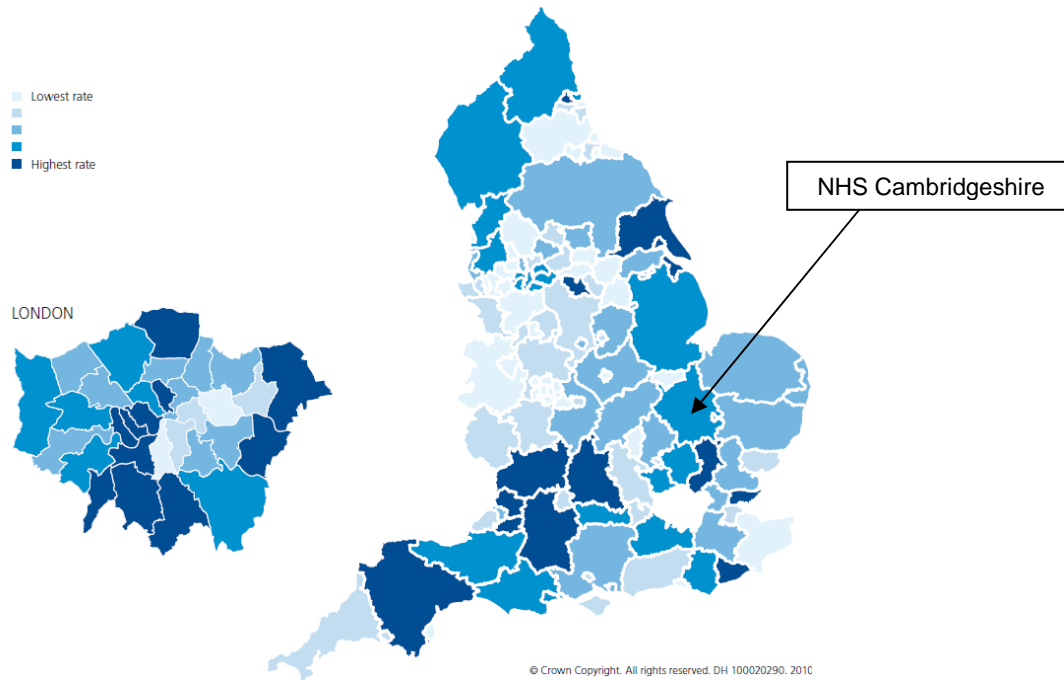 Lowest rate
Highest rate
NHS Cambridgeshire
LONDON
© Crown Copyright. All rights reserved. DH 100020290. 2010